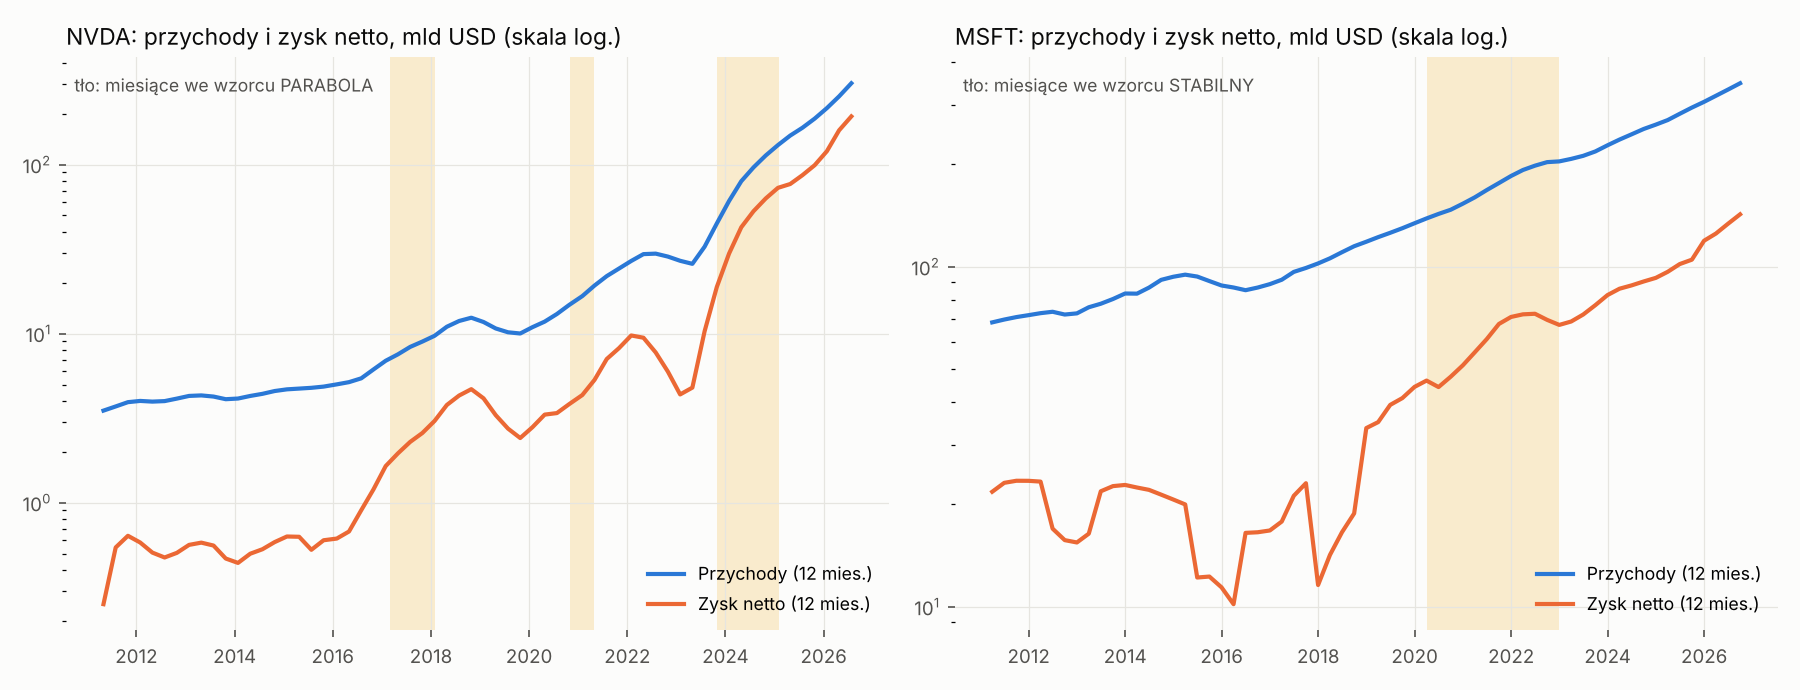 NVDA: przychody i zysk netto, mld USD (skala log.)
tło: miesiące we wzorcu PARABOLA
10²
10¹
10⁰
Przychody (12 mies.)
Zysk netto (12 mies.)
2012 2014 2016 2018 2020 2022 2024 2026
MSFT: przychody i zysk netto, mld USD (skala log.)
tło: miesiące we wzorcu STABILNY
10²
10¹
Przychody (12 mies.)
Zysk netto (12 mies.)
2012 2014 2016 2018 2020 2022 2024 2026